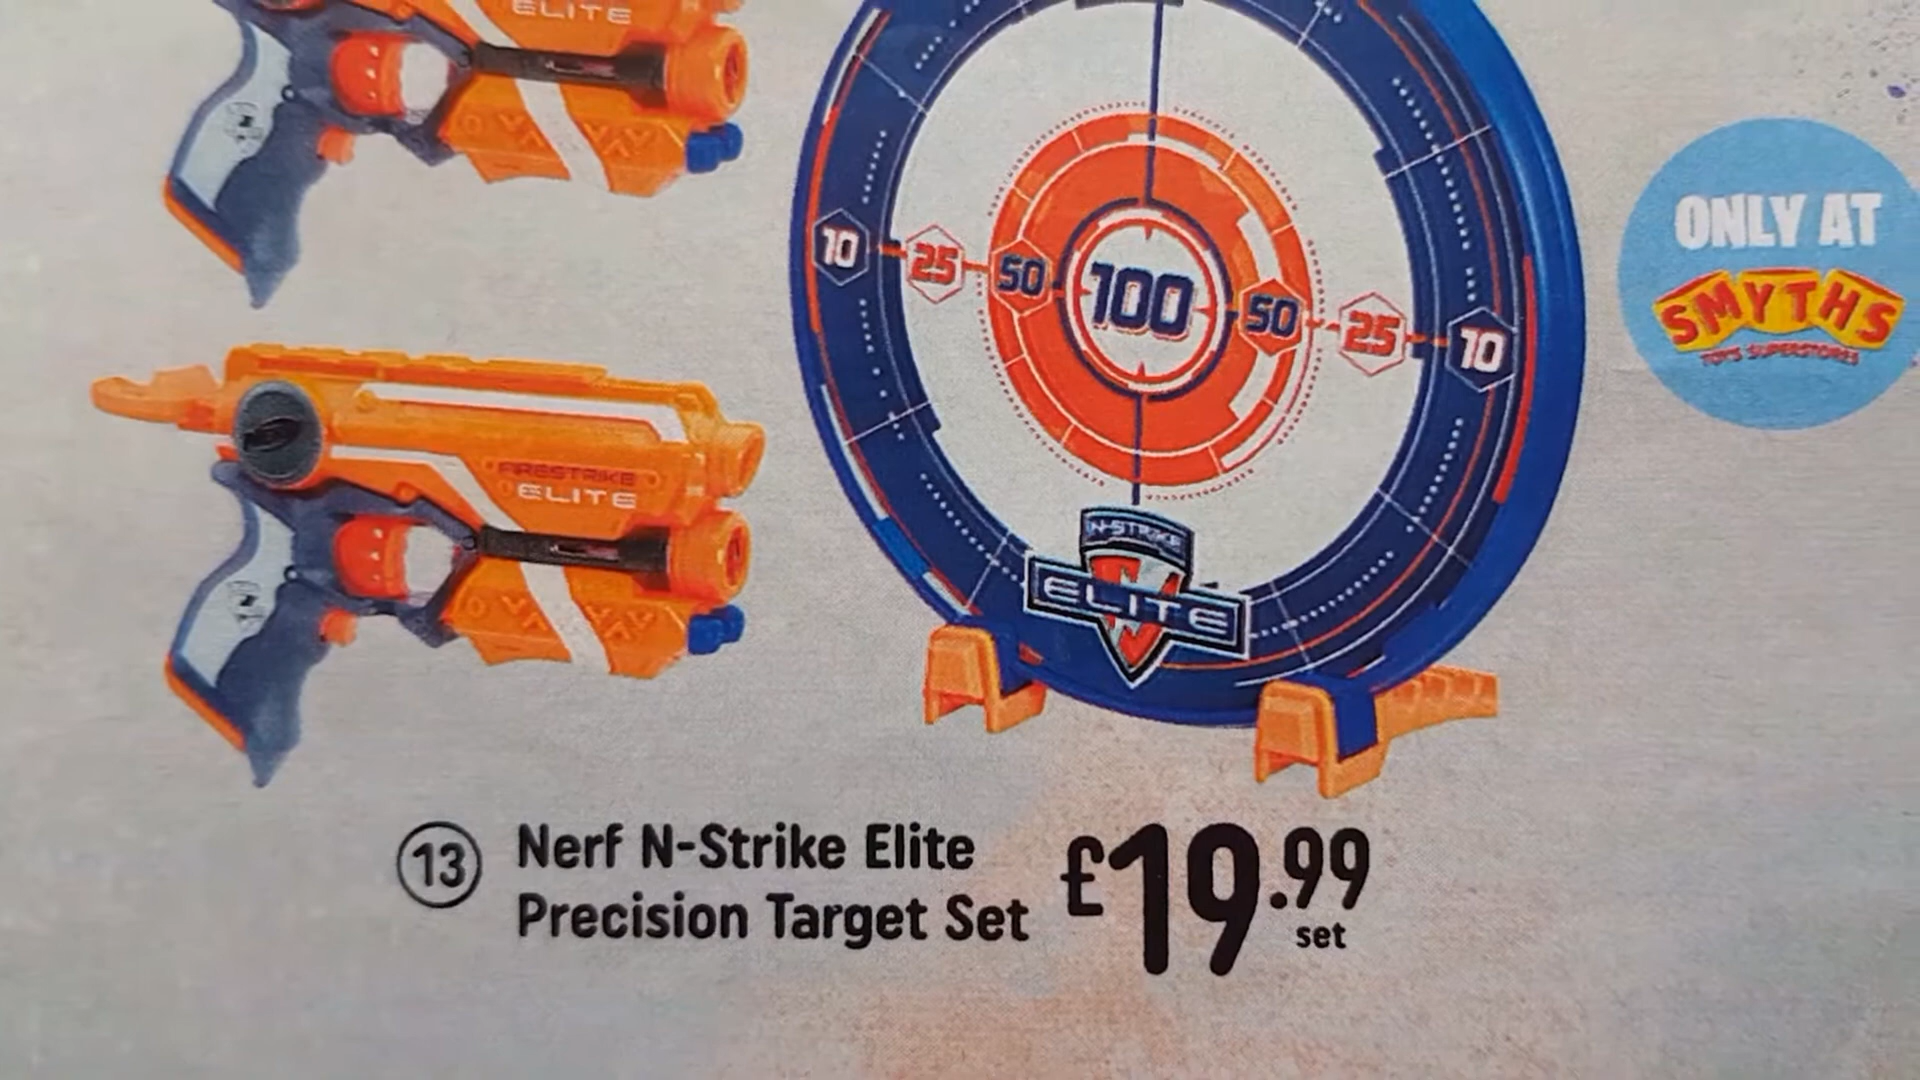 ELITE
10 25 50 100 50 25 10
ONLY AT
SMYTHS
TOYS SUPERSTORES
FIRESTRIKE
ELITE
N-STRIKE
ELITE
13 Nerf N-Strike Elite
Precision Target Set
£19.99
set